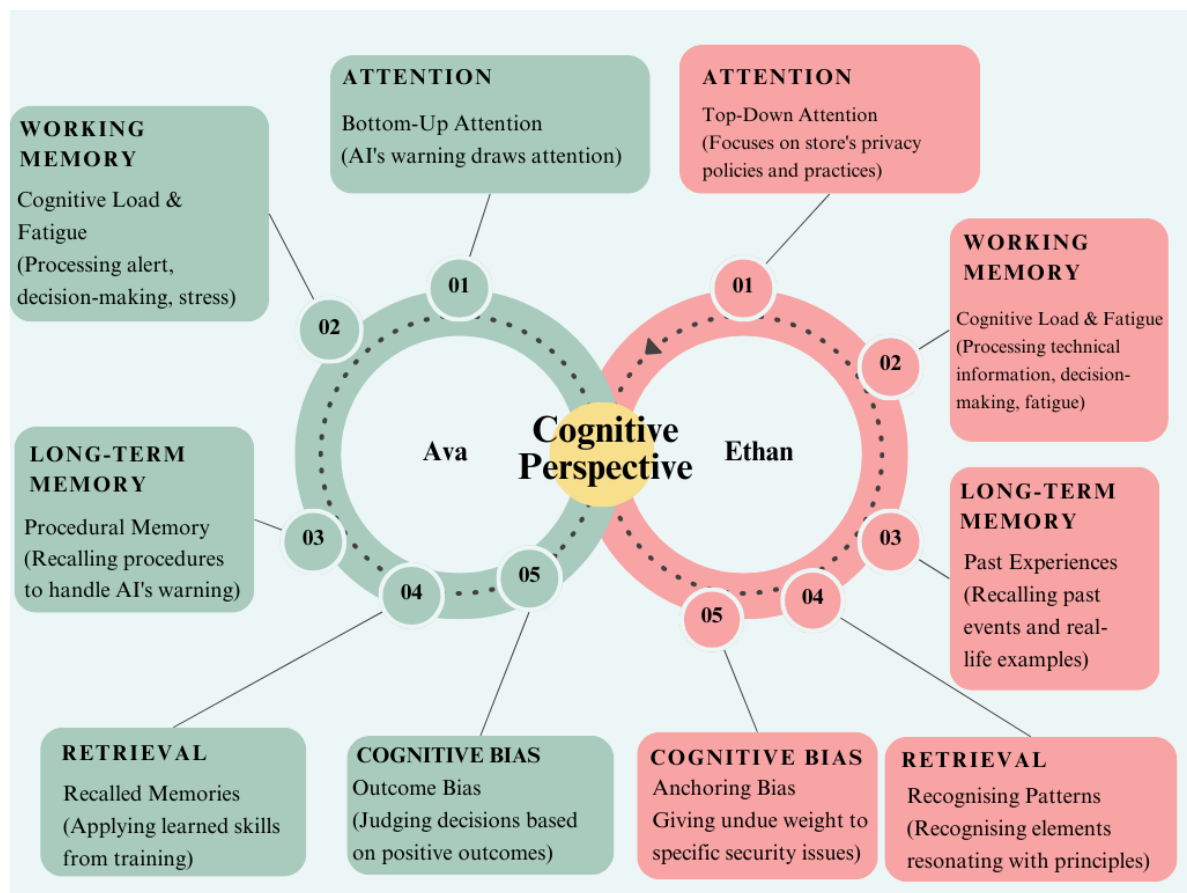 ATTENTION
Bottom-Up Attention
(AI's warning draws attention)
ATTENTION
Top-Down Attention
(Focuses on store's privacy
policies and practices)
WORKING
MEMORY
Cognitive Load &
Fatigue
(Processing alert,
decision-making, stress)
WORKING
MEMORY
Cognitive Load & Fatigue
(Processing technical
information, decision-
making, fatigue)
01
02
01
02
Ava
Cognitive
Perspective
Ethan
LONG-TERM
MEMORY
Procedural Memory
(Recalling procedures
to handle AI's warning)
03
04
05
05
04
03
LONG-TERM
MEMORY
Past Experiences
(Recalling past
events and real-
life examples)
RETRIEVAL
Recalled Memories
(Applying learned skills
from training)
COGNITIVE BIAS
Outcome Bias
(Judging decisions based
on positive outcomes)
COGNITIVE BIAS
Anchoring Bias
Giving undue weight to
specific security issues)
RETRIEVAL
Recognising Patterns
(Recognising elements
resonating with principles)